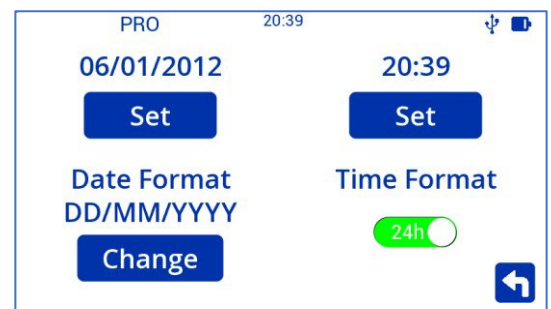 PRO 20:39
06/01/2012 20:39
Set Set
Date Format Time Format
DD/MM/YYYY
24h
Change